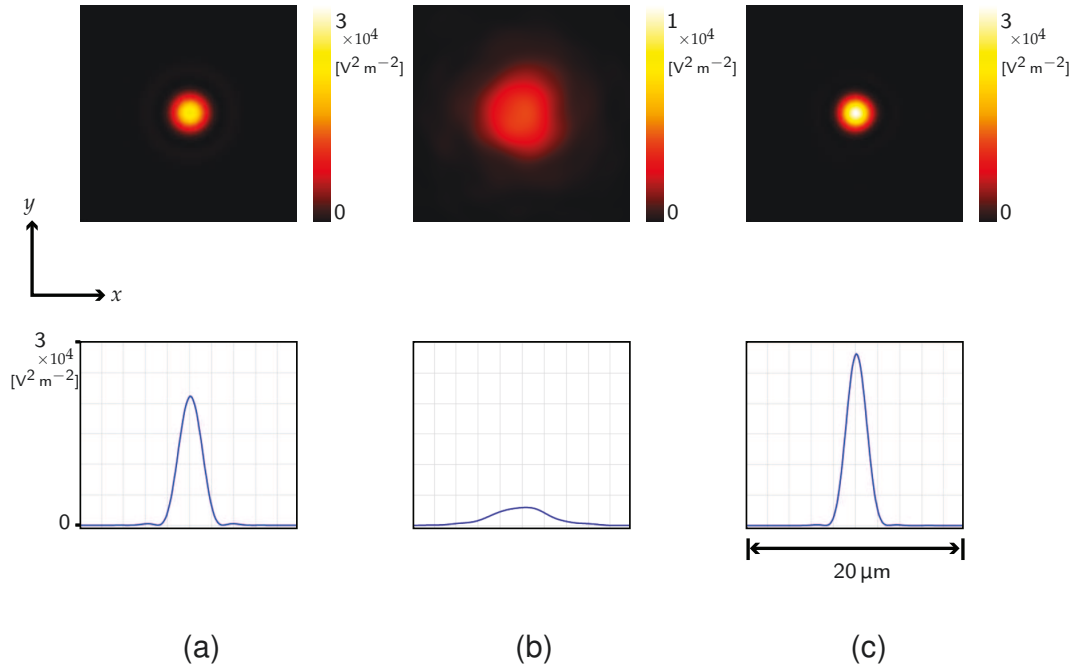 3
×10⁴
[V² m⁻²]
0
1
×10⁴
[V² m⁻²]
0
3
×10⁴
[V² m⁻²]
0
y
x
3
×10⁴
[V² m⁻²]
0
20 µm
(a)
(b)
(c)